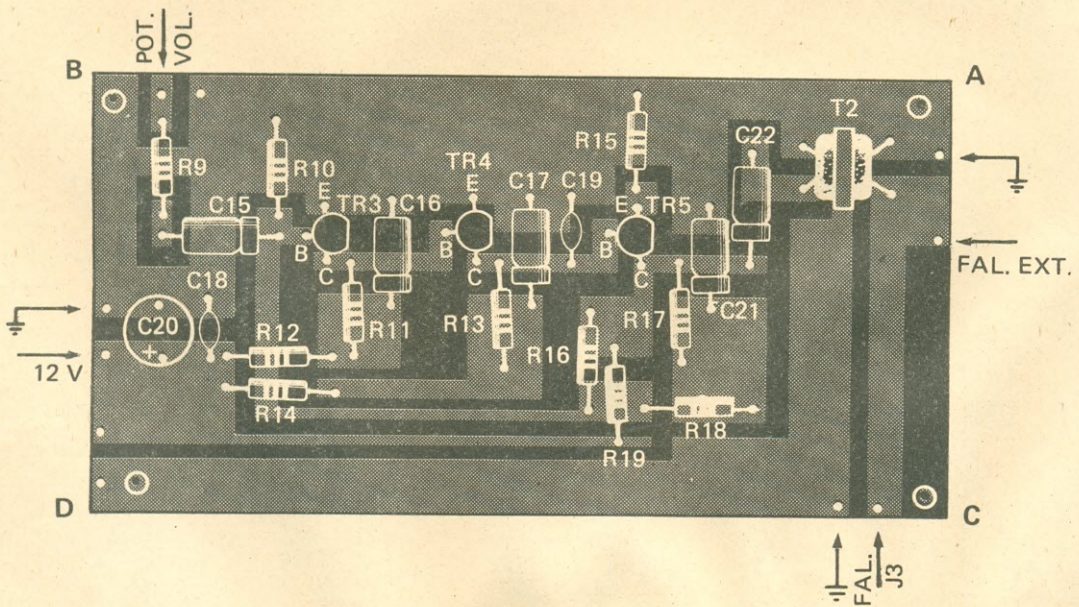 POT.
VOL.
B
A
T2
R15
C22
R9
R10
TR4
E
E
C15
TR3
C16
C17
C19
E
TR5
B
B
B
C
C
C
FAL. EXT.
C18
C20
+
R12
R11
R13
R16
R17
C21
12 V
R14
R18
R19
D
C
FAL.
J3